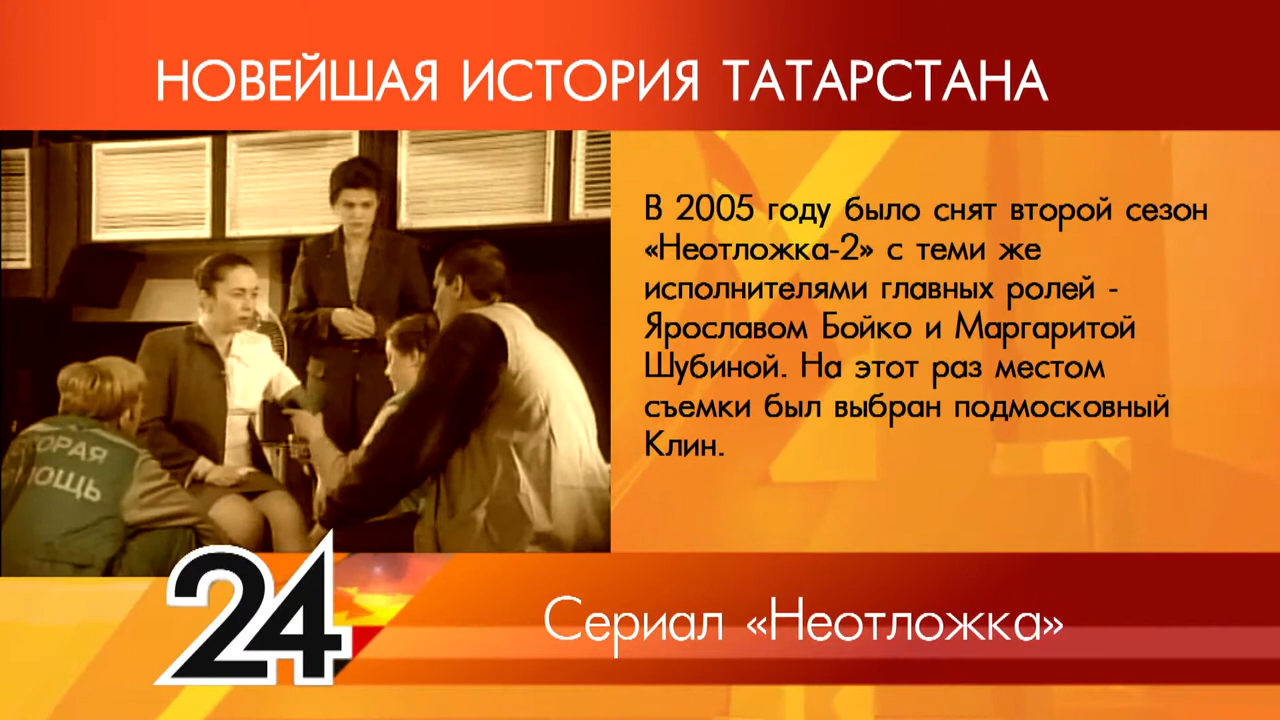 НОВЕЙШАЯ ИСТОРИЯ ТАТАРСТАНА
В 2005 году было снят второй сезон
«Неотложка-2» с теми же
исполнителями главных ролей -
Ярославом Бойко и Маргаритой
Шубиной. На этот раз местом
съемки был выбран подмосковный
Клин.
ОРАЯ
МОЩЬ
24
Сериал «Неотложка»